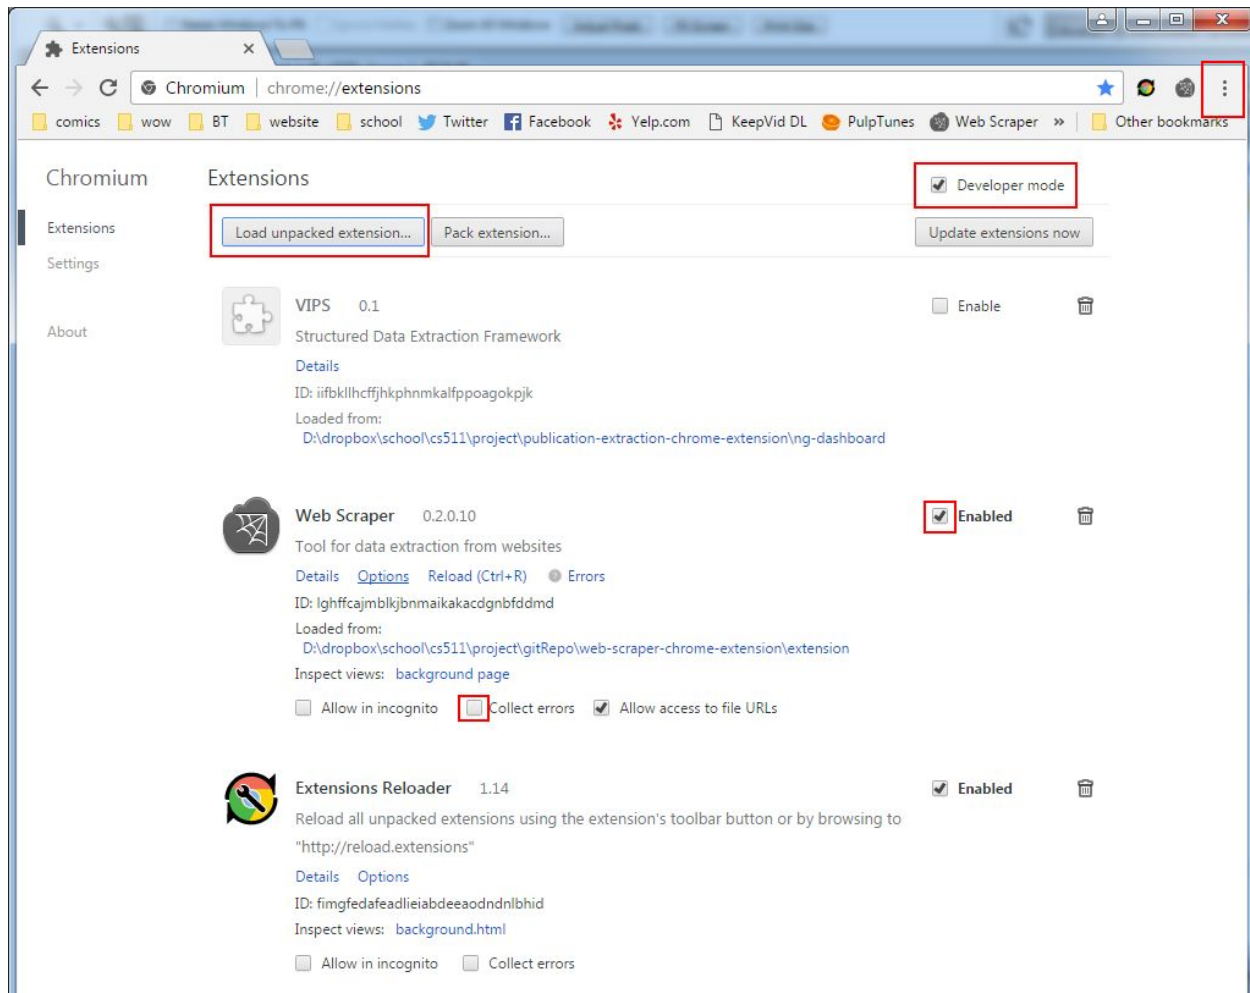 Extensions
Chromium chrome://extensions
comics wow BT website school Twitter Facebook Yelp.com KeepVid DL PulpTunes Web Scraper » Other bookmarks
Chromium Extensions Developer mode
Extensions Load unpacked extension... Pack extension... Update extensions now
Settings
About
VIPS 0.1 Enable
Structured Data Extraction Framework
Details
ID: iifbkllhcffjhkphnmkalfppoagokpjk
Loaded from:
D:\dropbox\school\cs511\project\publication-extraction-chrome-extension\ng-dashboard
Web Scraper 0.2.0.10 Enabled
Tool for data extraction from websites
Details Options Reload (Ctrl+R) Errors
ID: lghffcajmblkjbnmaikakacdgnbfddmd
Loaded from:
D:\dropbox\school\cs511\project\gitRepo\web-scraper-chrome-extension\extension
Inspect views: background page
Allow in incognito Collect errors Allow access to file URLs
Extensions Reloader 1.14 Enabled
Reload all unpacked extensions using the extension's toolbar button or by browsing to
"http://reload.extensions"
Details Options
ID: fimgfedafeadlieiabdeeaodndnlbhid
Inspect views: background.html
Allow in incognito Collect errors